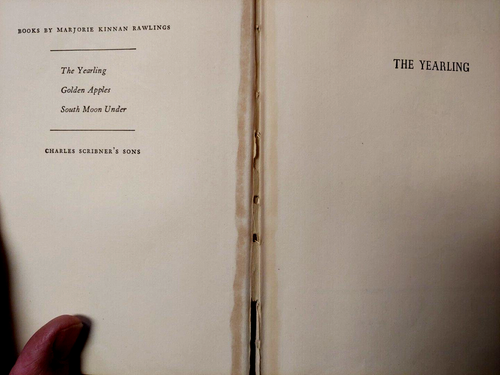 BOOKS BY MARJORIE KINNAN RAWLINGS
The Yearling
Golden Apples
South Moon Under
CHARLES SCRIBNER'S SONS
THE YEARLING